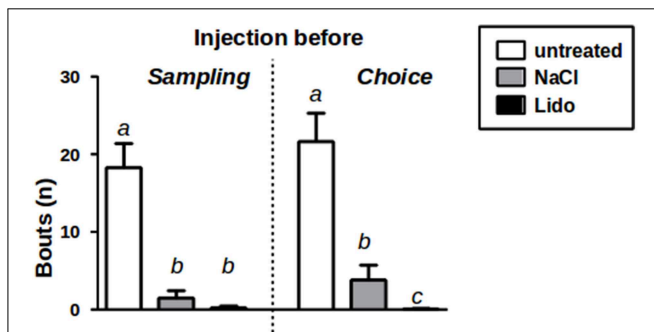 Injection before
Sampling
Choice
untreated
NaCl
Lido
Bouts (n)
30
20
10
0
a
b
b
a
b
c